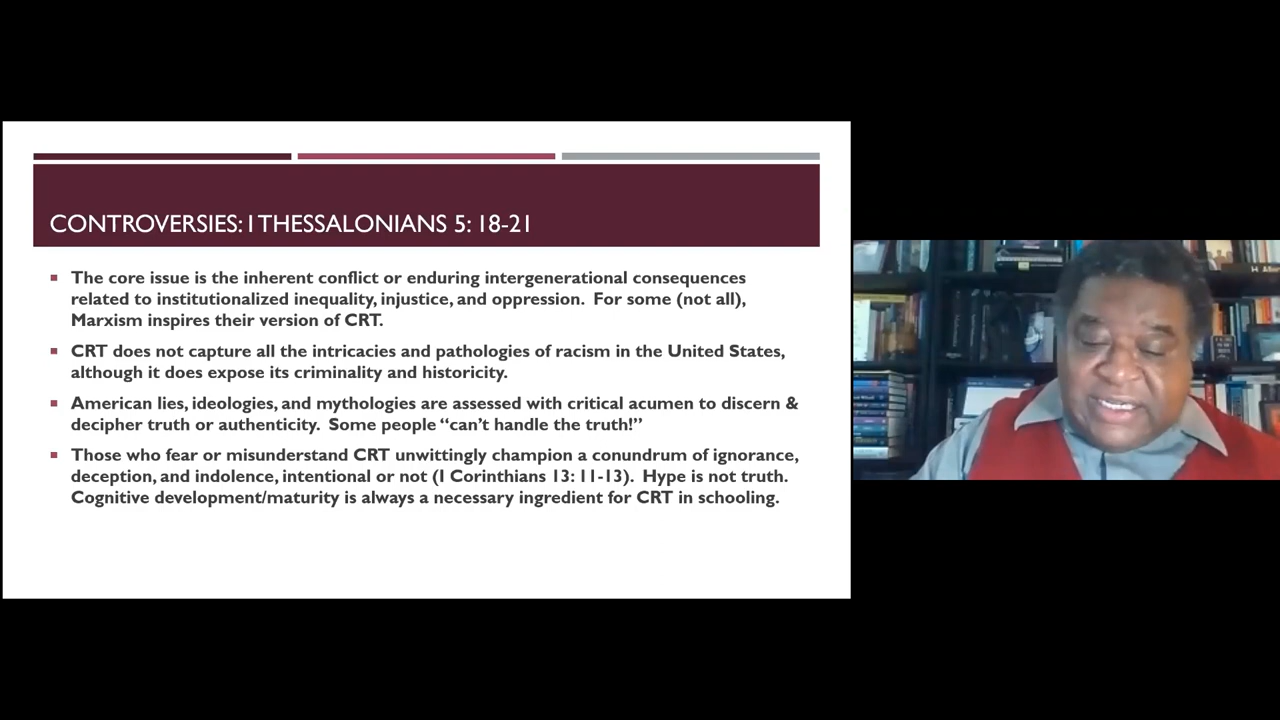 CONTROVERSIES: I THESSALONIANS 5: 18-21
The core issue is the inherent conflict or enduring intergenerational consequences
related to institutionalized inequality, injustice, and oppression. For some (not all),
Marxism inspires their version of CRT.
CRT does not capture all the intricacies and pathologies of racism in the United States,
although it does expose its criminality and historicity.
American lies, ideologies, and mythologies are assessed with critical acumen to discern &
decipher truth or authenticity. Some people “can’t handle the truth!”
Those who fear or misunderstand CRT unwittingly champion a conundrum of ignorance,
deception, and indolence, intentional or not (I Corinthians 13: 11-13). Hype is not truth.
Cognitive development/maturity is always a necessary ingredient for CRT in schooling.